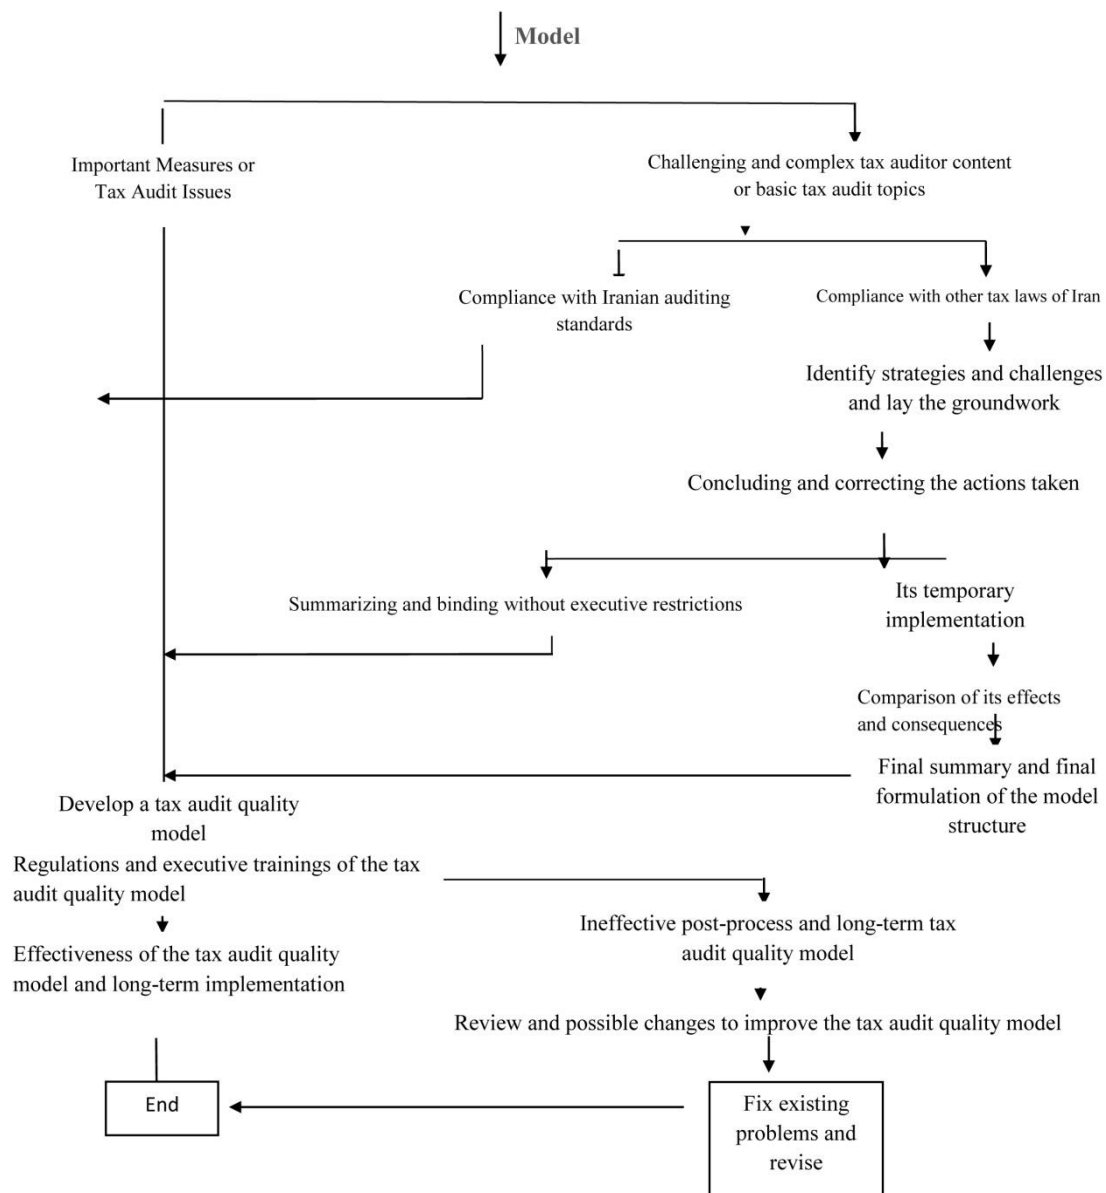 Model
Important Measures or
Tax Audit Issues
Challenging and complex tax auditor content
or basic tax audit topics
Compliance with Iranian auditing
standards
Compliance with other tax laws of Iran
Identify strategies and challenges
and lay the groundwork
Concluding and correcting the actions taken
Summarizing and binding without executive restrictions
Its temporary
implementation
Comparison of its effects
and consequences
Final summary and final
formulation of the model
structure
Develop a tax audit quality
model
Regulations and executive trainings of the tax
audit quality model
Ineffective post-process and long-term tax
audit quality model
Effectiveness of the tax audit quality
model and long-term implementation
Review and possible changes to improve the tax audit quality model
End
Fix existing
problems and
revise